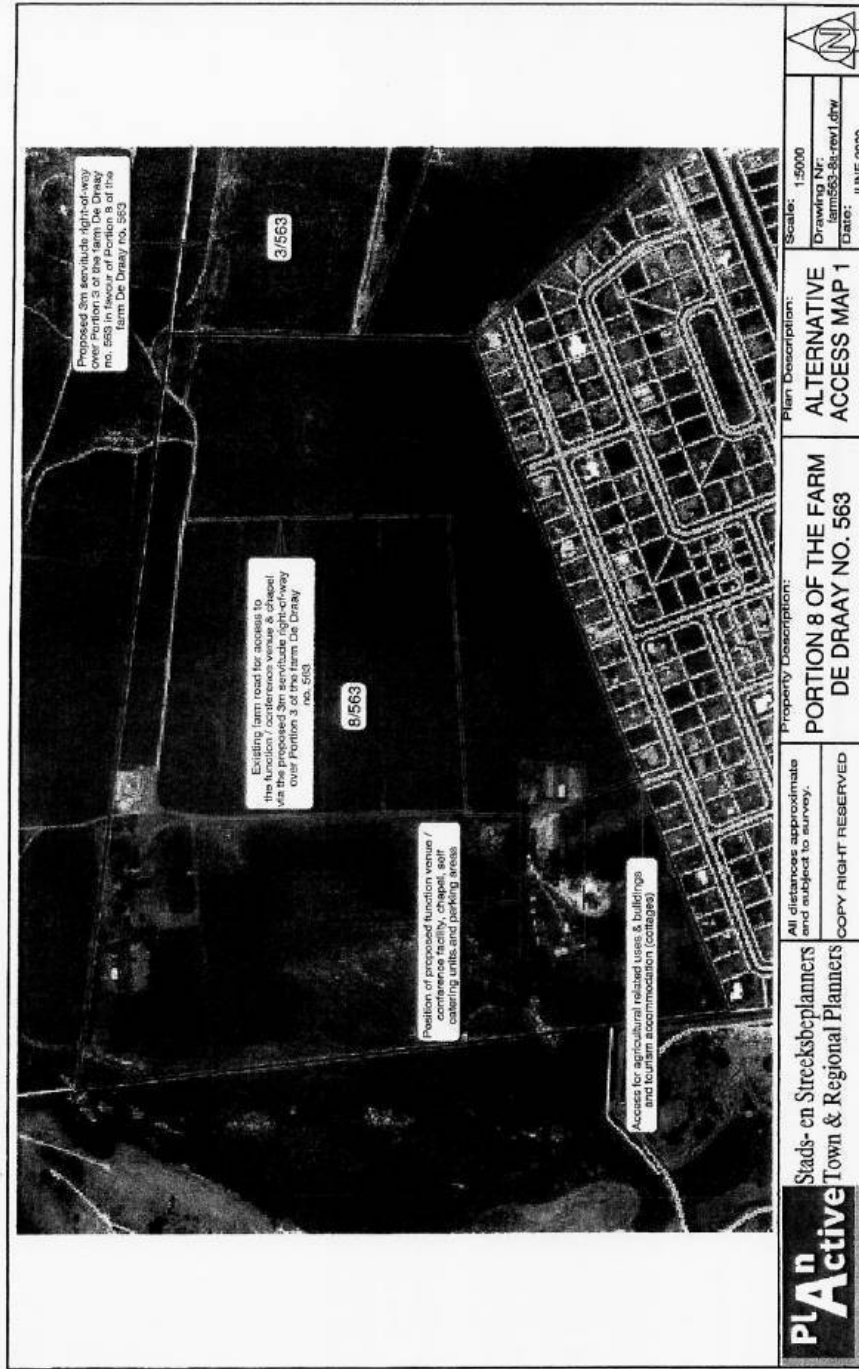 Proposed 3m servitude right-of-way
over Portion 3 of the farm De Draay
no. 563 in favour of Portion 8 of the
farm De Draay no. 563
3/563
Existing farm road for access to
the function / conference venue & chapel
via the proposed 3m servitude right-of-way
over Portion 3 of the farm De Draay
no. 563
8/563
Position of proposed function venue /
conference facility, chapel, self
catering units and parking areas
Access for agricultural related uses & buildings
and tourism accommodation (cottages)
Plan Active
Stads- en Streeksbeplanners
Town & Regional Planners
All distances approximate
and subject to survey.
COPY RIGHT RESERVED
Property Description:
PORTION 8 OF THE FARM
DE DRAAY NO. 563
Plan Description:
ALTERNATIVE
ACCESS MAP 1
Scale: 1:5000
Drawing Nr:
farm563-8a-rev1.drw
Date: JUNE
N